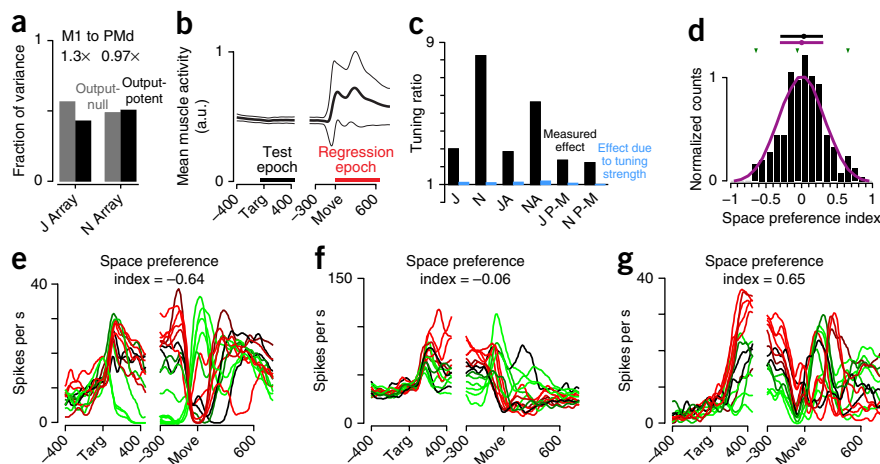 a
M1 to PMd
1.3× 0.97×
Output-null
Output-potent
Fraction of variance
1
0
J Array
N Array
b
Mean muscle activity
(a.u.)
1
0
Test
epoch
Regression
epoch
−400
Targ
400
−300
Move
600
c
Tuning ratio
9
1
Measured
effect
Effect due
to tuning
strength
J
N
JA
NA
J P-M
N P-M
d
Normalized counts
1
0
−1
−0.5
0
0.5
1
Space preference index
e
Space preference
index = −0.64
Spikes per s
40
0
−400
Targ
400
−300
Move
600
f
Space preference
index = −0.06
Spikes per s
150
0
−400
Targ
400
−300
Move
600
g
Space preference
index = 0.65
Spikes per s
40
0
−400
Targ
400
−300
Move
600